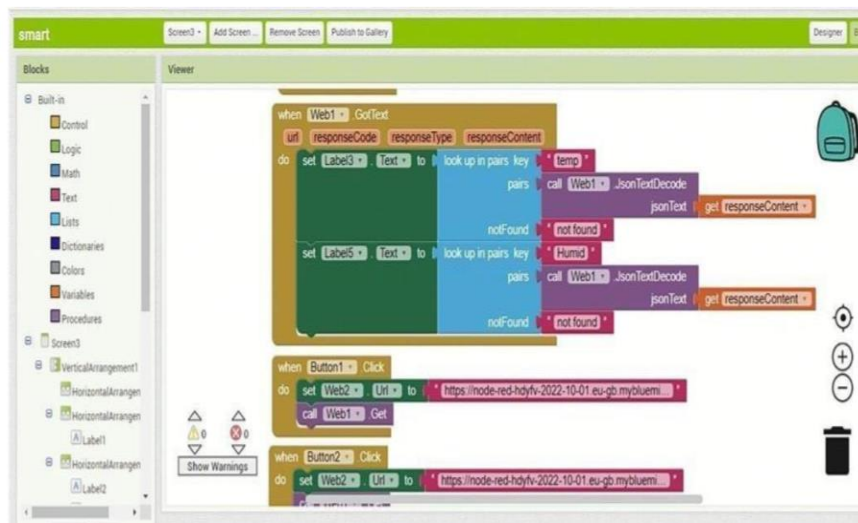 smart
Screen3 Add Screen ... Remove Screen Publish to Gallery Designer
Blocks Viewer
Built-in
Control
Logic
Math
Text
Lists
Dictionaries
Colors
Variables
Procedures
Screen3
VerticalArrangement1
HorizontalArrangen
HorizontalArrangen
Label1
HorizontalArrangen
Label2
when Web1 .GotText
url responseCode responseType responseContent
do set Label3 . Text to look up in pairs key " temp "
pairs call Web1 .JsonTextDecode
jsonText get responseContent
notFound " not found "
set Label5 . Text to look up in pairs key " Humid "
pairs call Web1 .JsonTextDecode
jsonText get responseContent
notFound " not found "
when Button1 .Click
do set Web2 . Url to " https://node-red-hdyfv-2022-10-01.eu-gb.mybluemi... "
call Web1 .Get
when Button2 .Click
do set Web2 . Url to " https://node-red-hdyfv-2022-10-01.eu-gb.mybluemi... "
0 0
Show Warnings